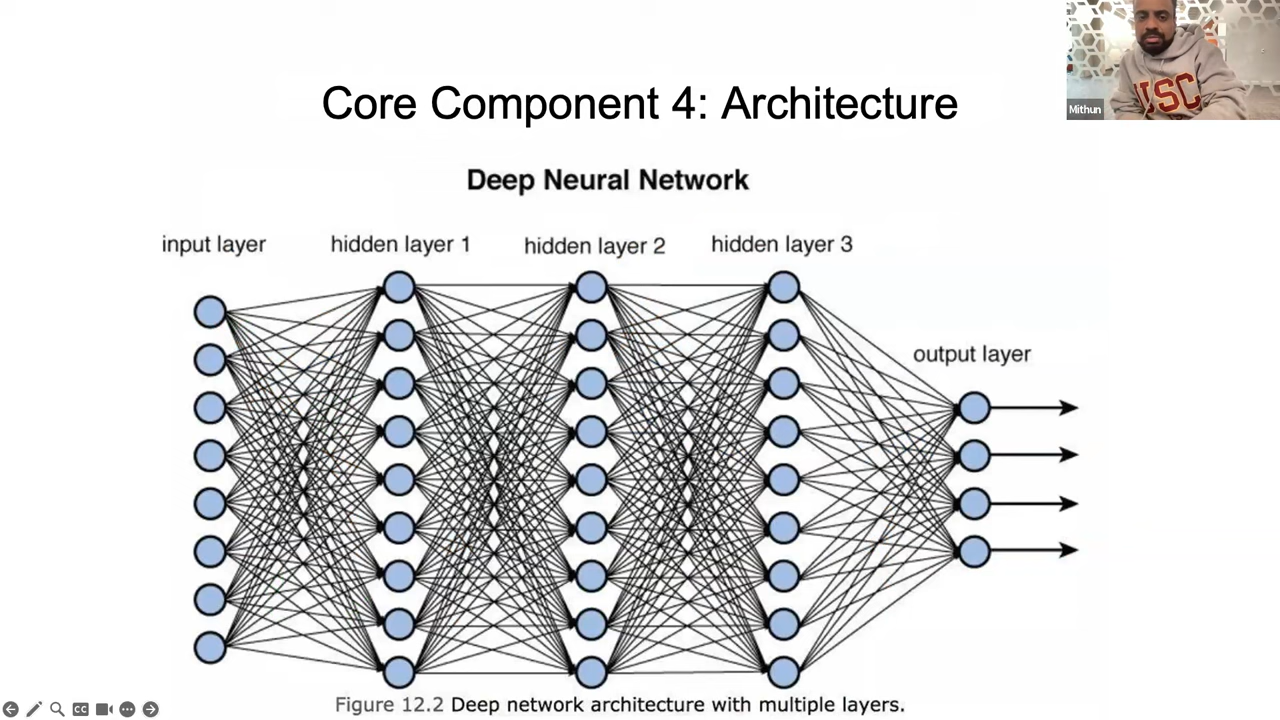 Core Component 4: Architecture
Mithun
USC
Deep Neural Network
input layer
hidden layer 1
hidden layer 2
hidden layer 3
output layer
Figure 12.2 Deep network architecture with multiple layers.
CC